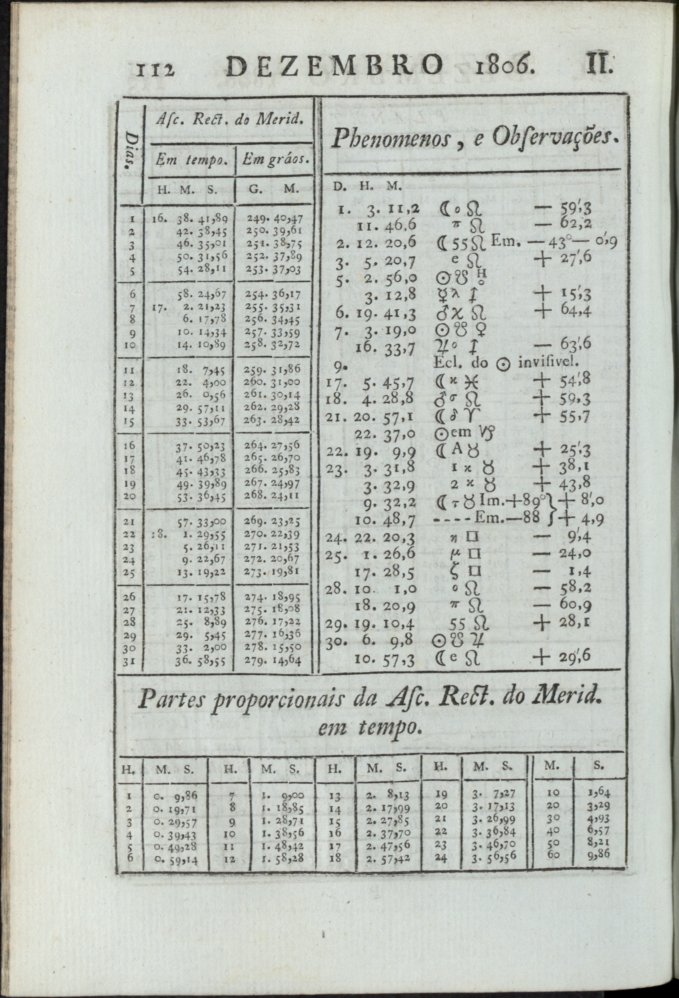 112 DEZEMBRO 1806. II.
Dias.
Aſc. Rect. do Merid.
Em tempo. Em gráos.
H. M. S. G. M.
1 16. 38. 41,89 249. 40,47
2 42. 38,45 250. 39,61
3 46. 35,01 251. 38,75
4 50. 31,56 252. 37,89
5 54. 28,11 253. 37,03
6 58. 24,67 254. 36,17
7 17. 2. 21,23 255. 35,31
8 6. 17,78 256. 34,45
9 10. 14,34 257. 33,59
10 14. 10,89 258. 32,72
11 18. 7,45 259. 31,86
12 22. 4,00 260. 31,00
13 26. 0,56 261. 30,14
14 29. 57,11 262. 29,28
15 33. 53,67 263. 28,42
16 37. 50,23 264. 27,56
17 41. 46,78 265. 26,70
18 45. 43,33 266. 25,83
19 49. 39,89 267. 24,97
20 53. 36,45 268. 24,11
21 57. 33,00 269. 23,25
22 18. 1. 29,55 270. 22,39
23 5. 26,11 271. 21,53
24 9. 22,67 272. 20,67
25 13. 19,22 273. 19,81
26 17. 15,78 274. 18,95
27 21. 12,33 275. 18,08
28 25. 8,89 276. 17,22
29 29. 5,45 277. 16,36
30 33. 2,00 278. 15,50
31 36. 58,55 279. 14,64
Phenomenos, e Obſervações.
D. H. M.
1. 3. 11,2 ☾ o ♌ — 59′,3
11. 46,6 π ♌ — 62,2
2. 12. 20,6 ☾ 55 ♌ Em. — 43° — 0′,9
3. 5. 20,7 e ♌ + 27′,6
5. 2. 56,0 ☉ ☋ ♅
3. 12,8 ☿ λ ♐ + 15′,3
6. 19. 41,3 ♂ χ ♌ + 64,4
7. 3. 19,0 ☉ ☋ ♀
16. 33,7 ♃ o ♐ — 63′,6
9. Ecl. do ☉ inviſivel.
17. 5. 45,7 ☾ κ ♓ + 54′,8
18. 4. 28,8 ♂ σ ♌ + 59,3
21. 20. 57,1 ☾ δ ♈ + 55,7
22. 37,0 ☉ em ♑
22. 19. 9,9 ☾ A ♉ + 25′,3
23. 3. 31,8 1 κ ♉ + 38,1
3. 32,9 2 κ ♉ + 43,8
9. 32,2 ☾ τ ♉ Im. +89° } + 8′,0
10. 48,7 - - - - Em. —88 } + 4,9
24. 22. 20,3 η ♊ — 9′4
25. 1. 26,6 μ ♊ — 24,0
17. 28,5 ζ ♊ — 1,4
28. 10. 1,0 o ♌ — 58,2
18. 20,9 π ♌ — 60,9
29. 19. 10,4 55 ♌ + 28,1
30. 6. 9,8 ☉ ☋ ♃
10. 57,3 ☾ e ♌ + 29′,6
Partes proporcionais da Aſc. Rect. do Merid.
em tempo.
H. M. S. H. M. S. H. M. S. H. M. S. M. S.
1 0. 9,86 7 1. 9,00 13 2. 8,13 19 3. 7,27 10 1,64
2 0. 19,71 8 1. 18,85 14 2. 17,99 20 3. 17,13 20 3,29
3 0. 29,57 9 1. 28,71 15 2. 27,85 21 3. 26,99 30 4,93
4 0. 39,43 10 1. 38,56 16 2. 37,70 22 3. 36,84 40 6,57
5 0. 49,28 11 1. 48,42 17 2. 47,56 23 3. 46,70 50 8,21
6 0. 59,14 12 1. 58,28 18 2. 57,42 24 3. 56,56 60 9,86